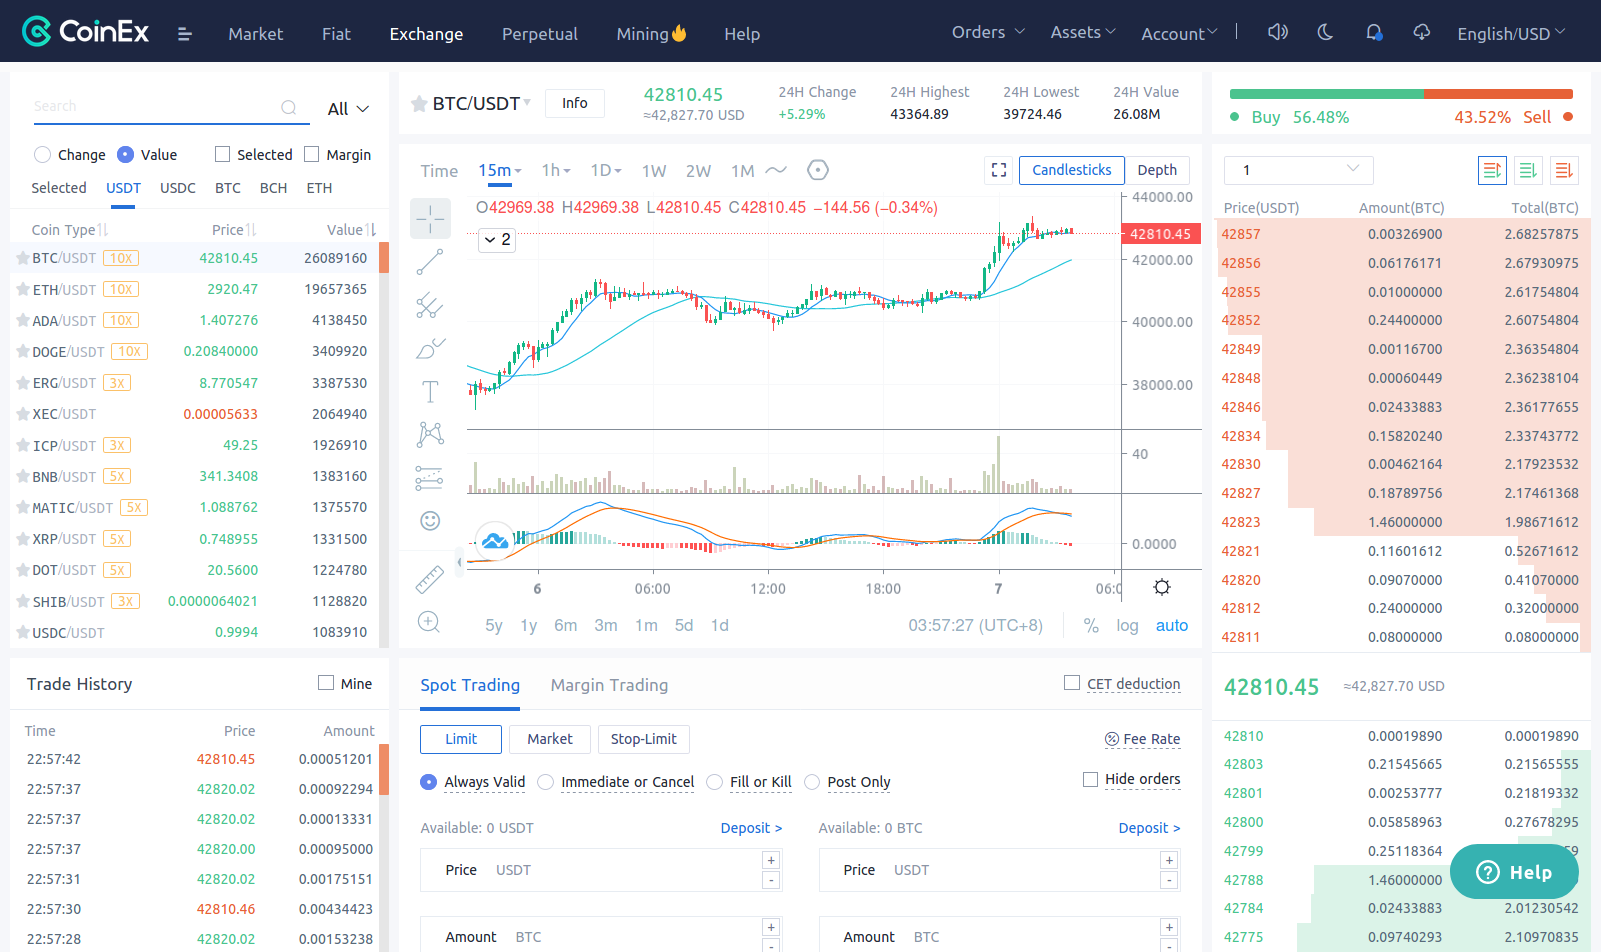 CoinEx Market Fiat Exchange Perpetual Mining Help Orders Assets Account English/USD
Search All
Change Value Selected Margin
Selected USDT USDC BTC BCH ETH
Coin Type Price Value
BTC/USDT 10X 42810.45 26089160
ETH/USDT 10X 2920.47 19657365
ADA/USDT 10X 1.407276 4138450
DOGE/USDT 10X 0.20840000 3409920
ERG/USDT 3X 8.770547 3387530
XEC/USDT 0.00005633 2064940
ICP/USDT 3X 49.25 1926910
BNB/USDT 5X 341.3408 1383160
MATIC/USDT 5X 1.088762 1375570
XRP/USDT 5X 0.748955 1331500
DOT/USDT 5X 20.5600 1224780
SHIB/USDT 3X 0.0000064021 1128820
USDC/USDT 0.9994 1083910
Trade History Mine
Time Price Amount
22:57:42 42810.45 0.00051201
22:57:37 42820.02 0.00092294
22:57:37 42820.02 0.00013331
22:57:37 42820.00 0.00095000
22:57:31 42820.02 0.00175151
22:57:30 42810.46 0.00434423
22:57:28 42820.02 0.00153238
BTC/USDT Info
42810.45
≈42,827.70 USD
24H Change
+5.29%
24H Highest
43364.89
24H Lowest
39724.46
24H Value
26.08M
Time 15m 1h 1D 1W 2W 1M Candlesticks Depth
O42969.38 H42969.38 L42810.45 C42810.45 −144.56 (−0.34%)
2
44000.00
42810.45
42000.00
40000.00
38000.00
40
0.0000
6 06:00 12:00 18:00 7 06:0
5y 1y 6m 3m 1m 5d 1d 03:57:27 (UTC+8) % log auto
Spot Trading Margin Trading CET deduction
Limit Market Stop-Limit Fee Rate
Always Valid Immediate or Cancel Fill or Kill Post Only Hide orders
Available: 0 USDT Deposit > Available: 0 BTC Deposit >
Price USDT + - Price USDT + -
Amount BTC + - Amount BTC + -
Buy 56.48% 43.52% Sell
1
Price(USDT) Amount(BTC) Total(BTC)
42857 0.00326900 2.68257875
42856 0.06176171 2.67930975
42855 0.01000000 2.61754804
42852 0.24400000 2.60754804
42849 0.00116700 2.36354804
42848 0.00060449 2.36238104
42846 0.02433883 2.36177655
42834 0.15820240 2.33743772
42830 0.00462164 2.17923532
42827 0.18789756 2.17461368
42823 1.46000000 1.98671612
42821 0.11601612 0.52671612
42820 0.09070000 0.41070000
42812 0.24000000 0.32000000
42811 0.08000000 0.08000000
42810.45 ≈42,827.70 USD
42810 0.00019890 0.00019890
42803 0.21545665 0.21565555
42801 0.00253777 0.21819332
42800 0.05858963 0.27678295
42799 0.25118364
42788 1.46000000
42784 0.02433883 2.01230542
42775 0.09740293 2.10970835
Help